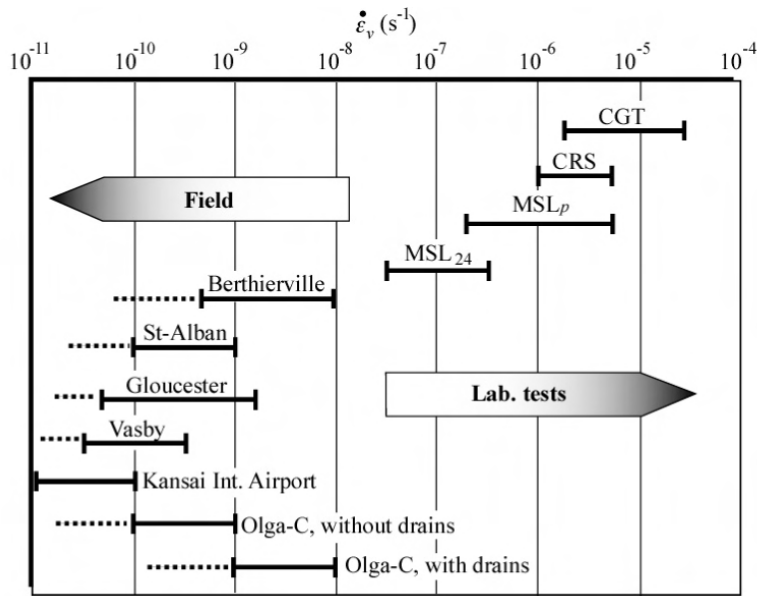 ε̇ᵥ (s⁻¹)
10⁻¹¹ 10⁻¹⁰ 10⁻⁹ 10⁻⁸ 10⁻⁷ 10⁻⁶ 10⁻⁵ 10⁻⁴
CGT
CRS
Field
MSLₚ
MSL₂₄
Berthierville
St-Alban
Gloucester
Lab. tests
Vasby
Kansai Int. Airport
Olga-C, without drains
Olga-C, with drains